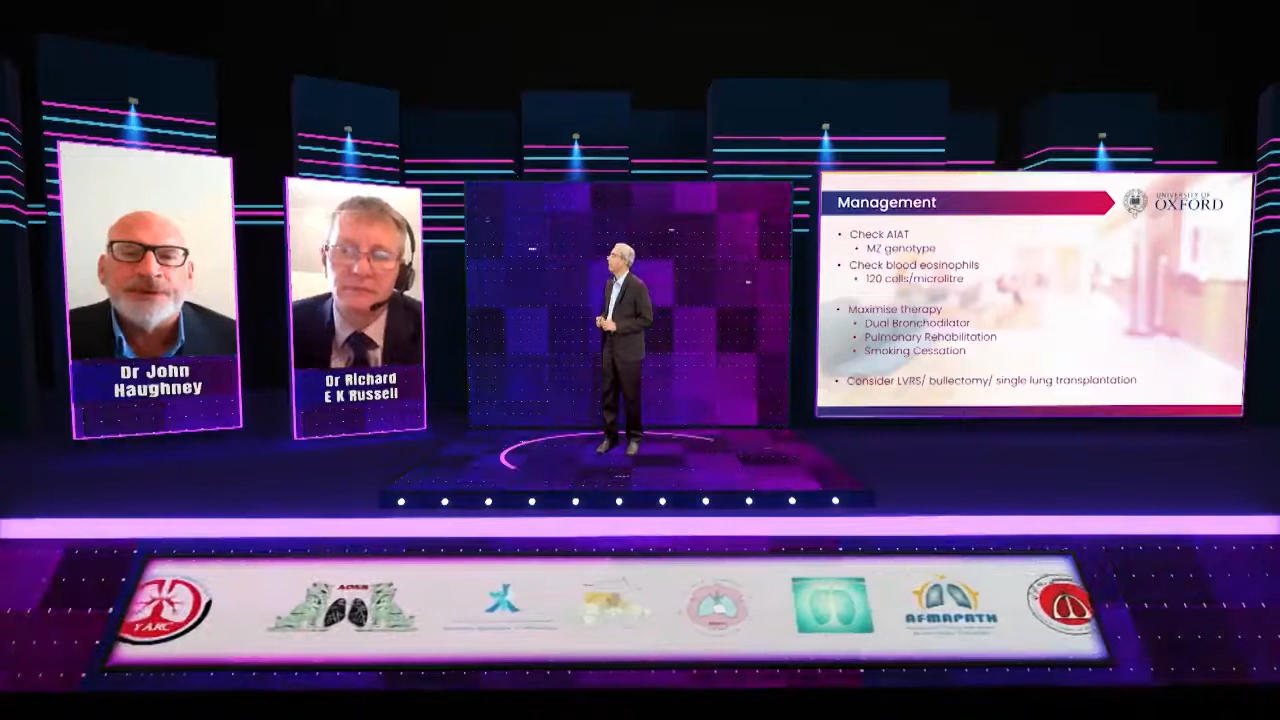 Dr John
Haughney
Dr Richard
E K Russell
Management
UNIVERSITY OF
OXFORD
• Check A1AT
• MZ genotype
• Check blood eosinophils
• 120 cells/microlitre
• Maximise therapy
• Dual Bronchodilator
• Pulmonary Rehabilitation
• Smoking Cessation
• Consider LVRS/ bullectomy/ single lung transplantation
YARC
AFMAPATH